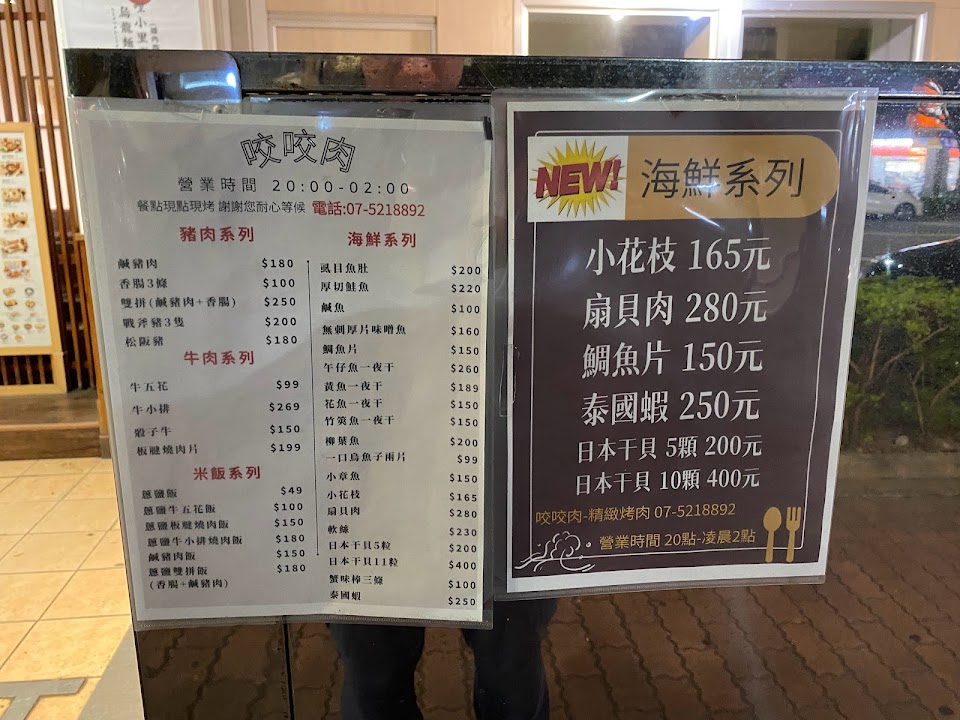 小里
烏龍麵
咬咬肉
營業時間 20:00-02:00
餐點現點現烤 謝謝您耐心等候 電話:07-5218892
豬肉系列
鹹豬肉 $180
香腸3條 $100
雙拼(鹹豬肉+香腸) $250
戰斧豬3隻 $200
松阪豬 $180
牛肉系列
牛五花 $99
牛小排 $269
骰子牛 $150
板腱燒肉片 $199
米飯系列
蔥鹽飯 $49
蔥鹽牛五花飯 $100
蔥鹽板腱燒肉飯 $150
蔥鹽牛小排燒肉飯 $180
鹹豬肉飯 $150
蔥鹽雙拼飯 $180
(香腸+鹹豬肉)
海鮮系列
虱目魚肚 $200
厚切鮭魚 $220
鹹魚 $100
無刺厚片味噌魚 $160
鯛魚片 $150
午仔魚一夜干 $260
黃魚一夜干 $189
花魚一夜干 $150
竹筴魚一夜干 $150
柳葉魚 $200
一口烏魚子兩片 $99
小章魚 $150
小花枝 $165
扇貝肉 $280
軟絲 $230
日本干貝5粒 $200
日本干貝11粒 $400
蟹味棒三條 $100
泰國蝦 $250
NEW! 海鮮系列
小花枝 165元
扇貝肉 280元
鯛魚片 150元
泰國蝦 250元
日本干貝 5顆 200元
日本干貝 10顆 400元
咬咬肉-精緻烤肉 07-5218892
營業時間 20點-凌晨2點